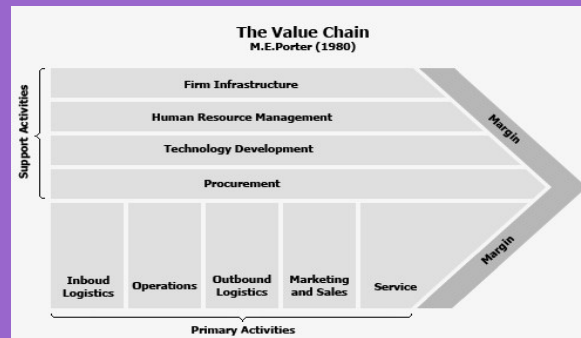 The Value Chain
M.E.Porter (1980)
Support Activities
Firm Infrastructure
Human Resource Management
Technology Development
Procurement
Margin
Margin
Inboud
Logistics
Operations
Outbound
Logistics
Marketing
and Sales
Service
Primary Activities